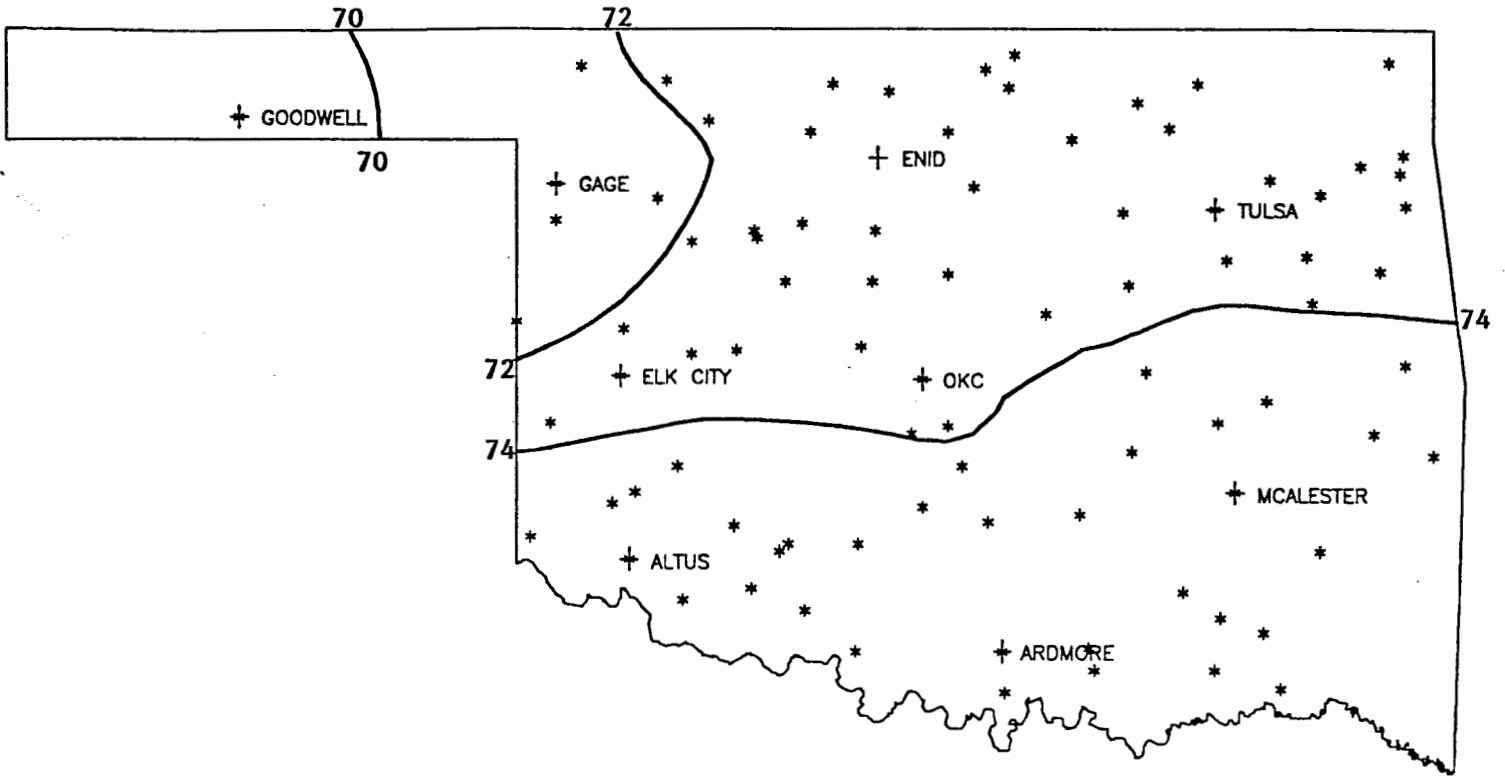 70
72
GOODWELL
70
ENID
GAGE
TULSA
74
72
ELK CITY
OKC
74
MCALESTER
ALTUS
ARDMORE